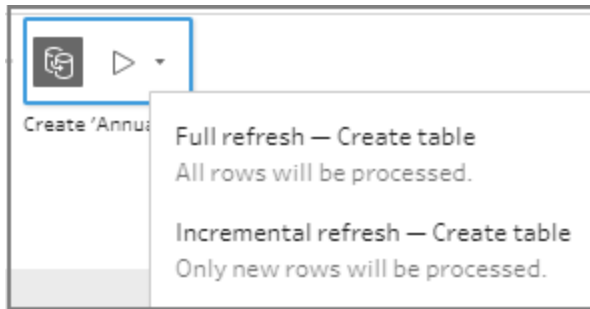 Create 'Annua
Full refresh — Create table
All rows will be processed.
Incremental refresh — Create table
Only new rows will be processed.